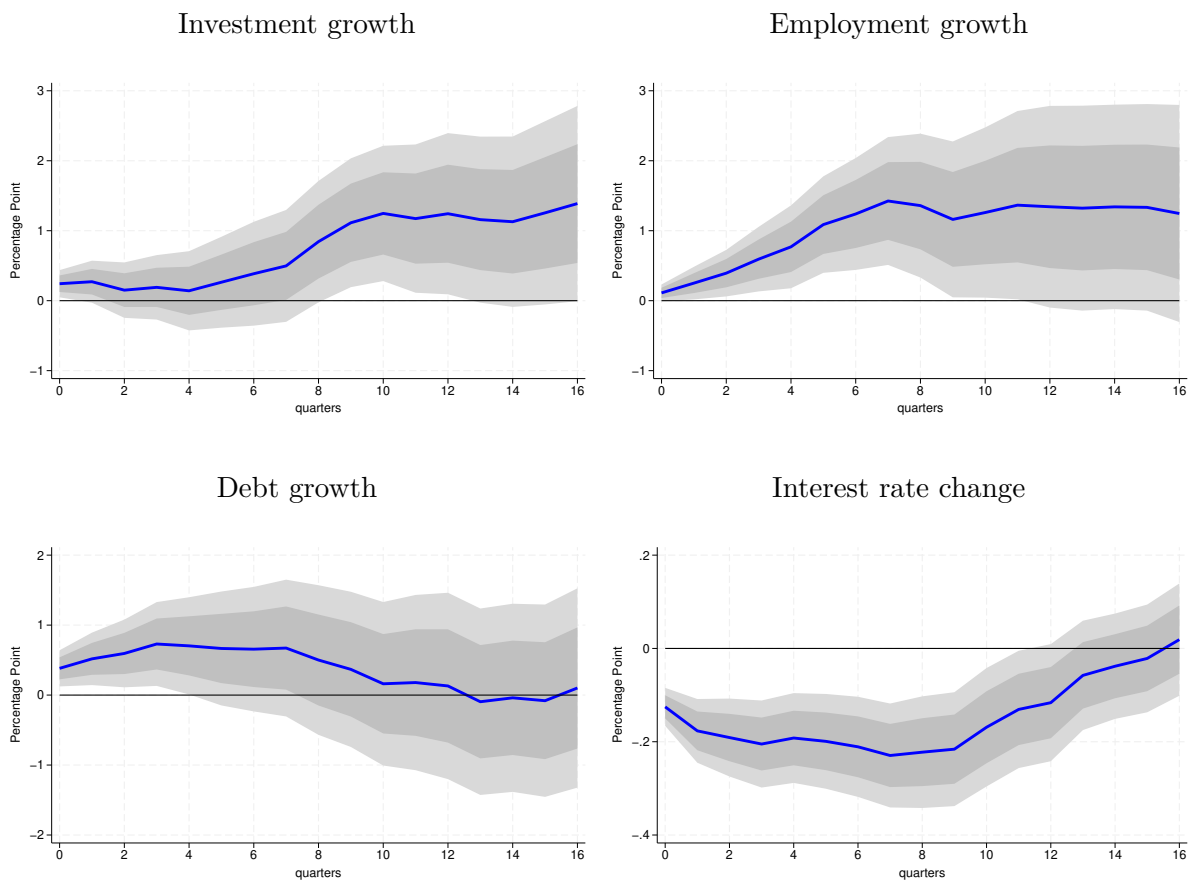 Investment growth
Employment growth
Percentage Point
3
2
1
0
−1
0 2 4 6 8 10 12 14 16
quarters
Percentage Point
3
2
1
0
−1
0 2 4 6 8 10 12 14 16
quarters
Debt growth
Interest rate change
Percentage Point
2
1
0
−1
−2
0 2 4 6 8 10 12 14 16
quarters
Percentage Point
.2
0
−.2
−.4
0 2 4 6 8 10 12 14 16
quarters